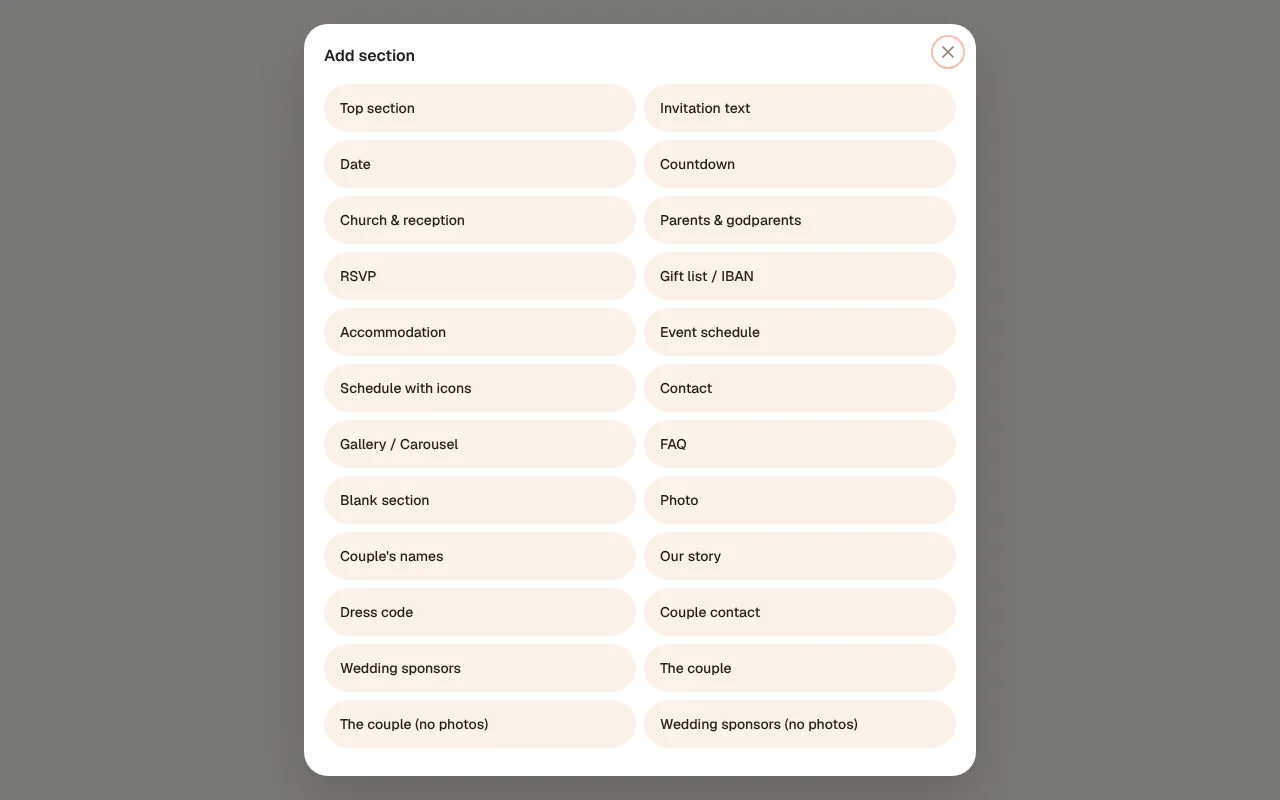 Add section
Top section
Invitation text
Date
Countdown
Church & reception
Parents & godparents
RSVP
Gift list / IBAN
Accommodation
Event schedule
Schedule with icons
Contact
Gallery / Carousel
FAQ
Blank section
Photo
Couple's names
Our story
Dress code
Couple contact
Wedding sponsors
The couple
The couple (no photos)
Wedding sponsors (no photos)